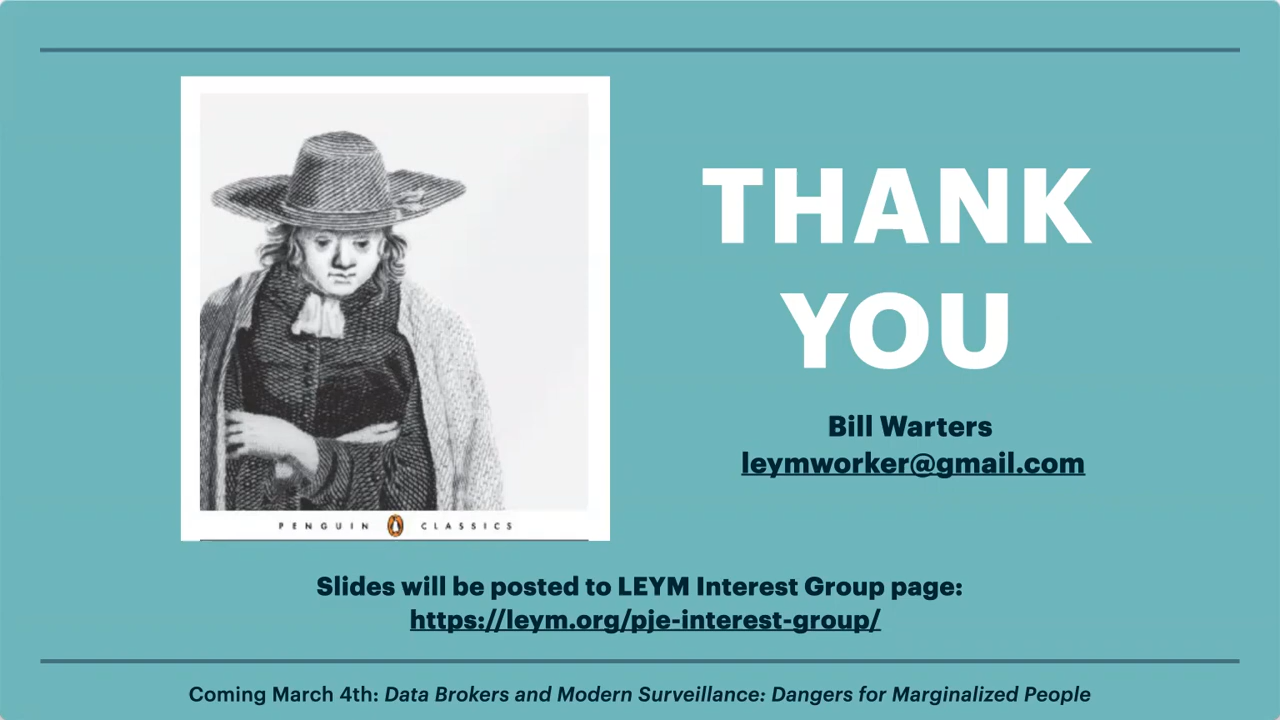 THANK
YOU
Bill Warters
leymworker@gmail.com
PENGUIN CLASSICS
Slides will be posted to LEYM Interest Group page:
https://leym.org/pje-interest-group/
Coming March 4th: Data Brokers and Modern Surveillance: Dangers for Marginalized People